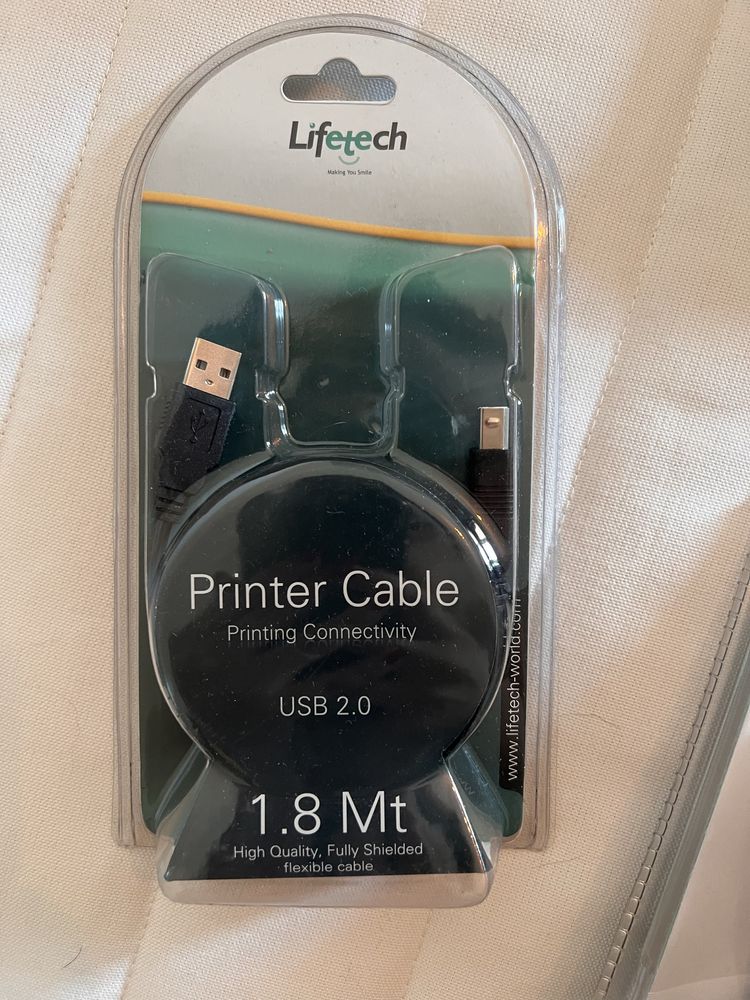 Lifetech
Making You Smile
Printer Cable
Printing Connectivity
USB 2.0
www.lifetech-world.com
1.8 Mt
High Quality, Fully Shielded
flexible cable